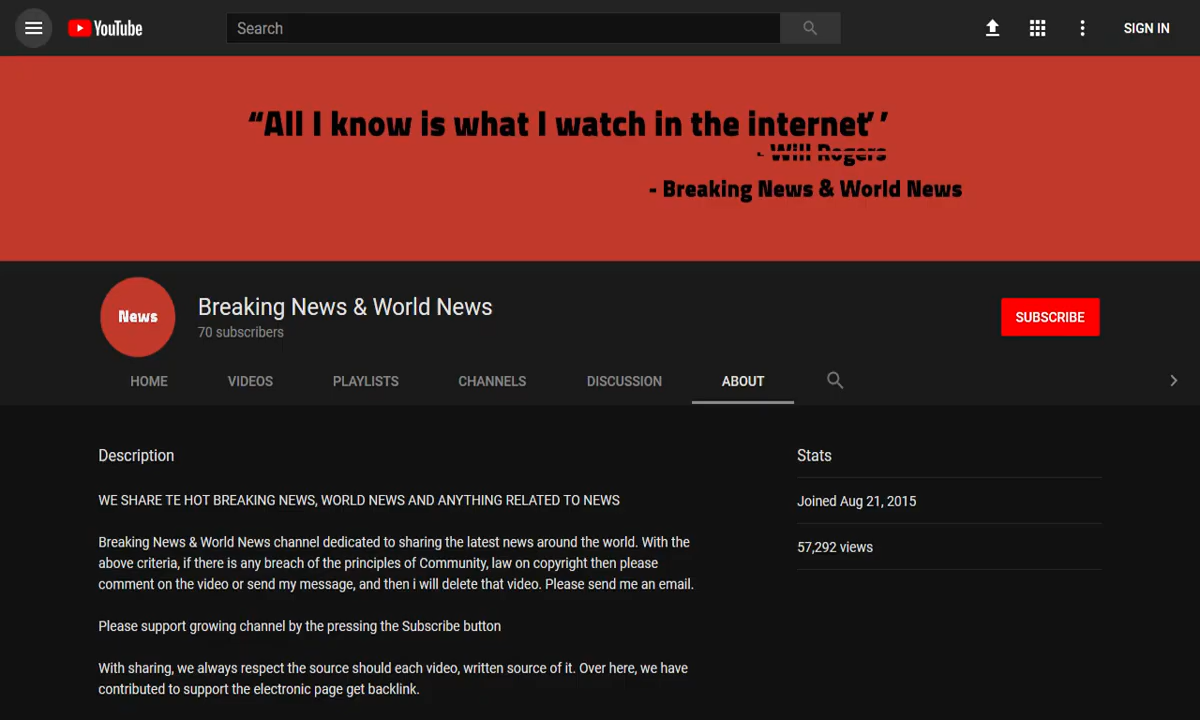 YouTube
Search
SIGN IN
“All I know is what I watch in the internet’’
- Will Rogers
- Breaking News & World News
News
Breaking News & World News
70 subscribers
SUBSCRIBE
HOME VIDEOS PLAYLISTS CHANNELS DISCUSSION ABOUT
Description
Stats
WE SHARE TE HOT BREAKING NEWS, WORLD NEWS AND ANYTHING RELATED TO NEWS
Joined Aug 21, 2015
Breaking News & World News channel dedicated to sharing the latest news around the world. With the
above criteria, if there is any breach of the principles of Community, law on copyright then please
comment on the video or send my message, and then i will delete that video. Please send me an email.
57,292 views
Please support growing channel by the pressing the Subscribe button
With sharing, we always respect the source should each video, written source of it. Over here, we have
contributed to support the electronic page get backlink.